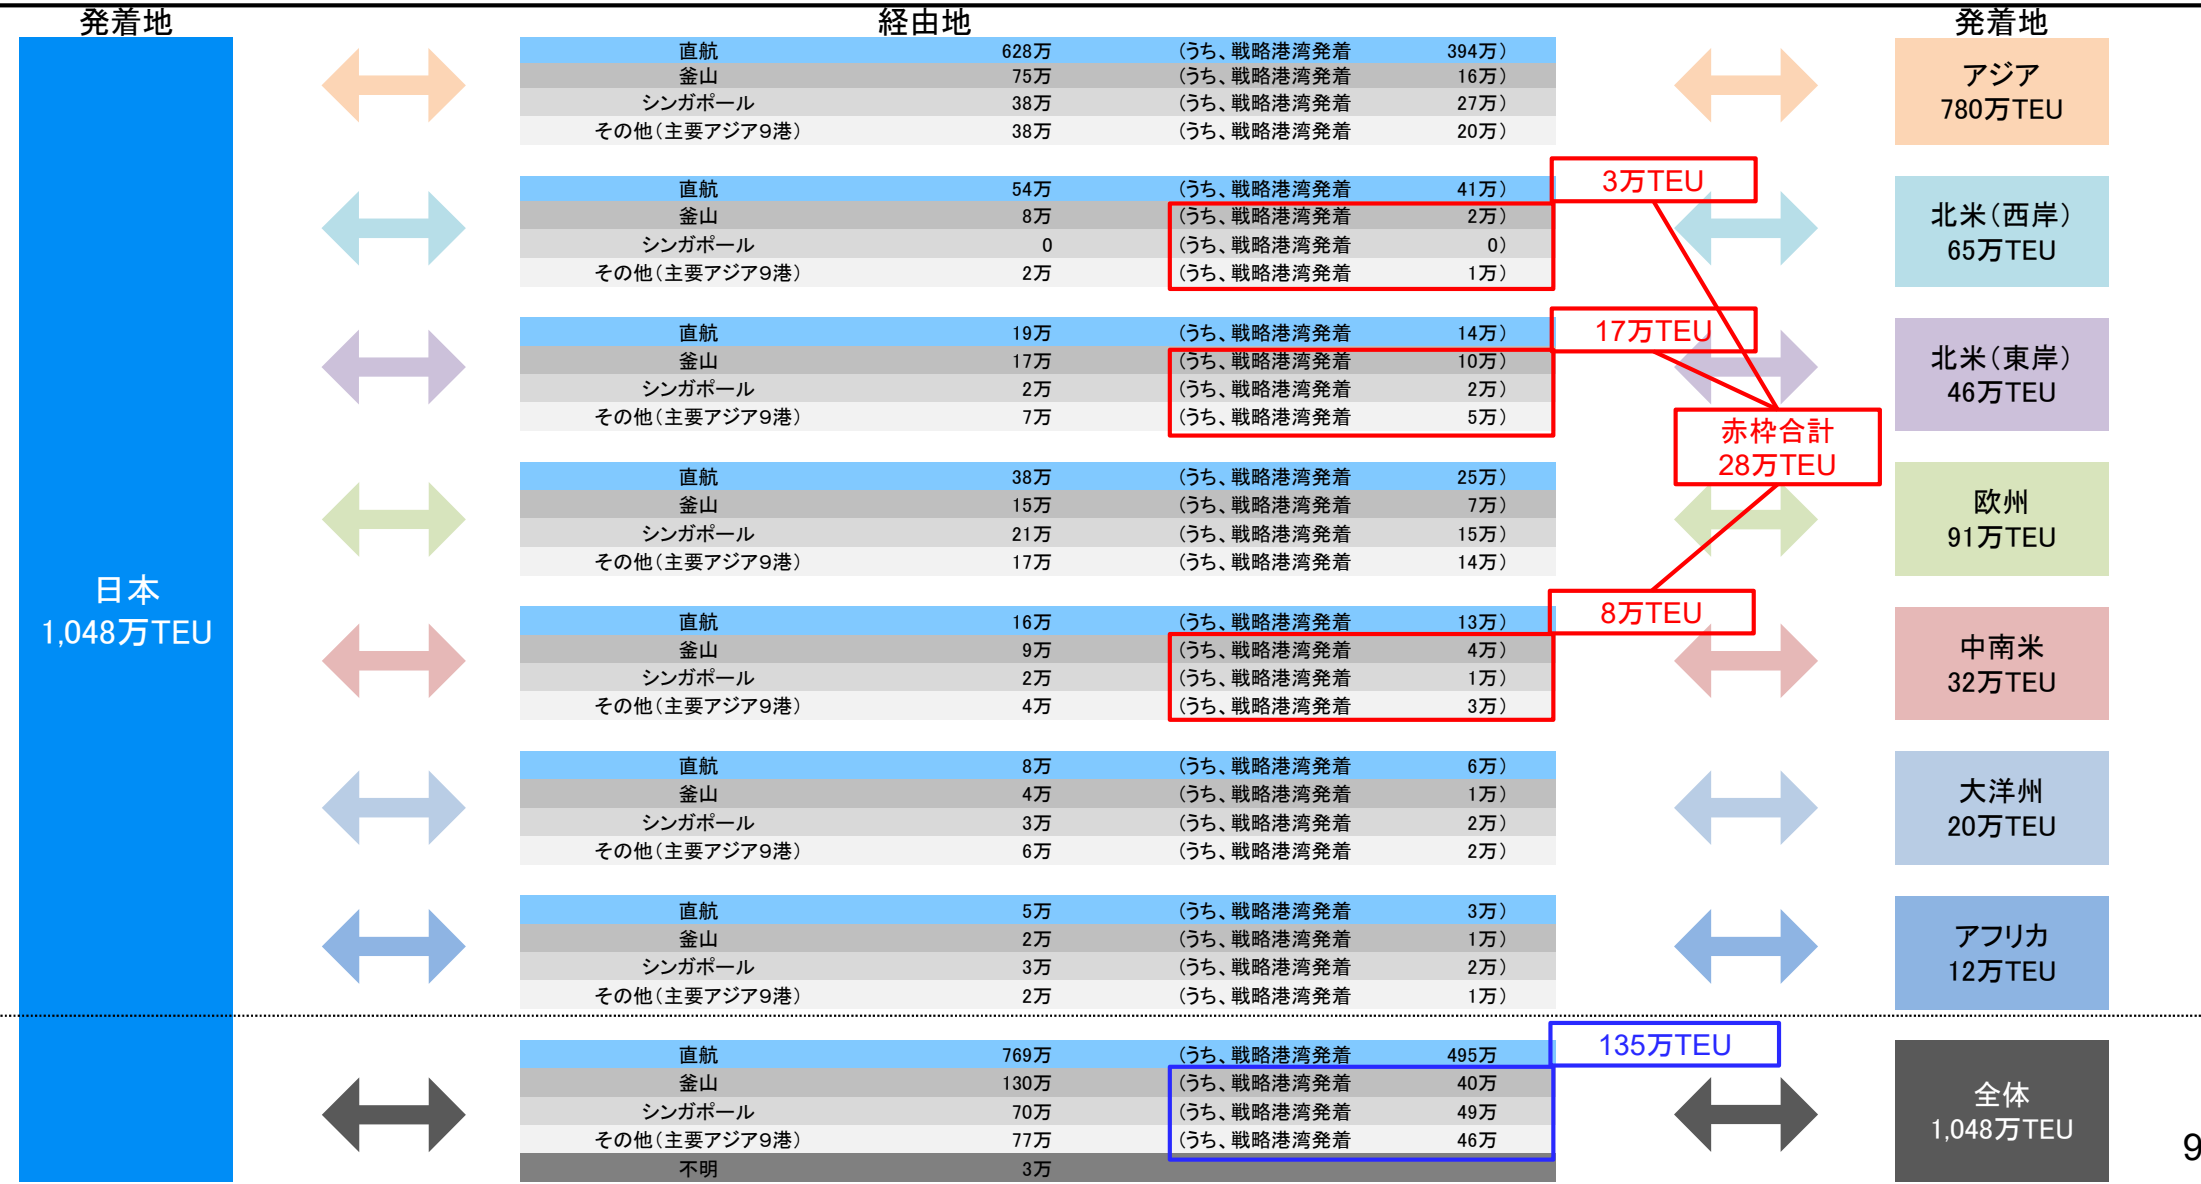 発着地 経由地 発着地
日本
1,048万TEU
直航 628万 (うち、戦略港湾発着 394万)
釜山 75万 (うち、戦略港湾発着 16万)
シンガポール 38万 (うち、戦略港湾発着 27万)
その他(主要アジア9港) 38万 (うち、戦略港湾発着 20万)
アジア
780万TEU
3万TEU
直航 54万 (うち、戦略港湾発着 41万)
釜山 8万 (うち、戦略港湾発着 2万)
シンガポール 0 (うち、戦略港湾発着 0)
その他(主要アジア9港) 2万 (うち、戦略港湾発着 1万)
北米(西岸)
65万TEU
17万TEU
直航 19万 (うち、戦略港湾発着 14万)
釜山 17万 (うち、戦略港湾発着 10万)
シンガポール 2万 (うち、戦略港湾発着 2万)
その他(主要アジア9港) 7万 (うち、戦略港湾発着 5万)
北米(東岸)
46万TEU
赤枠合計
28万TEU
直航 38万 (うち、戦略港湾発着 25万)
釜山 15万 (うち、戦略港湾発着 7万)
シンガポール 21万 (うち、戦略港湾発着 15万)
その他(主要アジア9港) 17万 (うち、戦略港湾発着 14万)
欧州
91万TEU
8万TEU
直航 16万 (うち、戦略港湾発着 13万)
釜山 9万 (うち、戦略港湾発着 4万)
シンガポール 2万 (うち、戦略港湾発着 1万)
その他(主要アジア9港) 4万 (うち、戦略港湾発着 3万)
中南米
32万TEU
直航 8万 (うち、戦略港湾発着 6万)
釜山 4万 (うち、戦略港湾発着 1万)
シンガポール 3万 (うち、戦略港湾発着 2万)
その他(主要アジア9港) 6万 (うち、戦略港湾発着 2万)
大洋州
20万TEU
直航 5万 (うち、戦略港湾発着 3万)
釜山 2万 (うち、戦略港湾発着 1万)
シンガポール 3万 (うち、戦略港湾発着 2万)
その他(主要アジア9港) 2万 (うち、戦略港湾発着 1万)
アフリカ
12万TEU
135万TEU
直航 769万 (うち、戦略港湾発着 495万
釜山 130万 (うち、戦略港湾発着 40万
シンガポール 70万 (うち、戦略港湾発着 49万
その他(主要アジア9港) 77万 (うち、戦略港湾発着 46万
不明 3万
全体
1,048万TEU
9